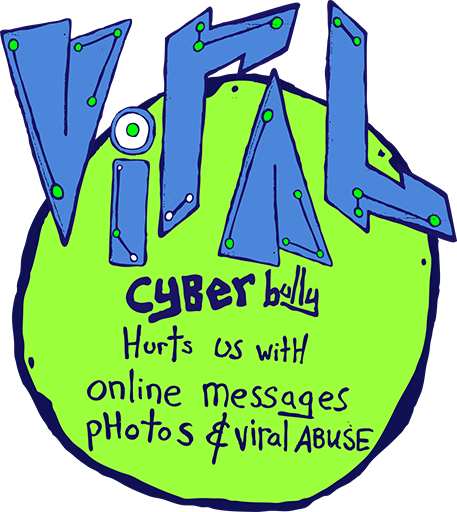 ViRAL
CyBER bully
Hurts us with
online messages
pHotos & viral ABUSE